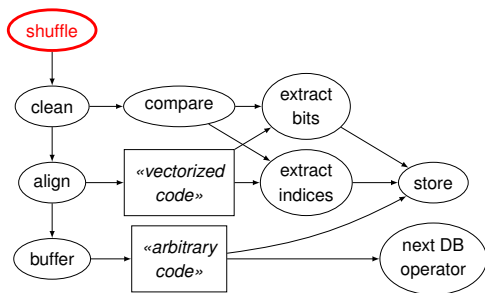 shuffle
clean
compare
extract
bits
align
«vectorized
code»
extract
indices
store
buffer
«arbitrary
code»
next DB
operator